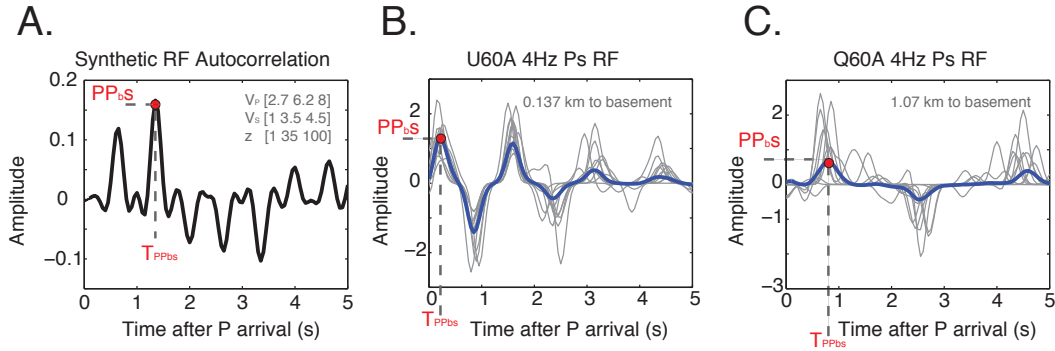 A.
Synthetic RF Autocorrelation
0.2
0.1
0
−0.1
Amplitude
PPbs
VP [2.7 6.2 8]
VS [1 3.5 4.5]
z [1 35 100]
TPPbs
0 1 2 3 4 5
Time after P arrival (s)
B.
U60A 4Hz Ps RF
0.137 km to basement
2
0
−2
Amplitude
PPbs
0 1 2 3 4 5
TPPbs
Time after P arrival (s)
C.
Q60A 4Hz Ps RF
1.07 km to basement
3
1
−1
−3
Amplitude
PPbs
0 1 2 3 4 5
Time after P arrival (s)
TPPbs